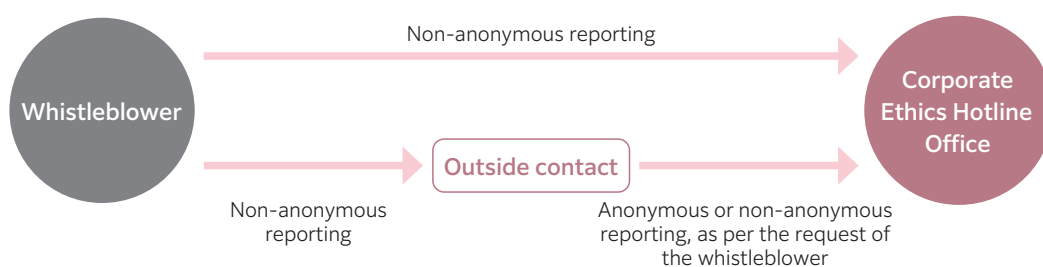 Non-anonymous reporting
Whistleblower
Corporate
Ethics Hotline
Office
Outside contact
Non-anonymous
reporting
Anonymous or non-anonymous
reporting, as per the request of
the whistleblower